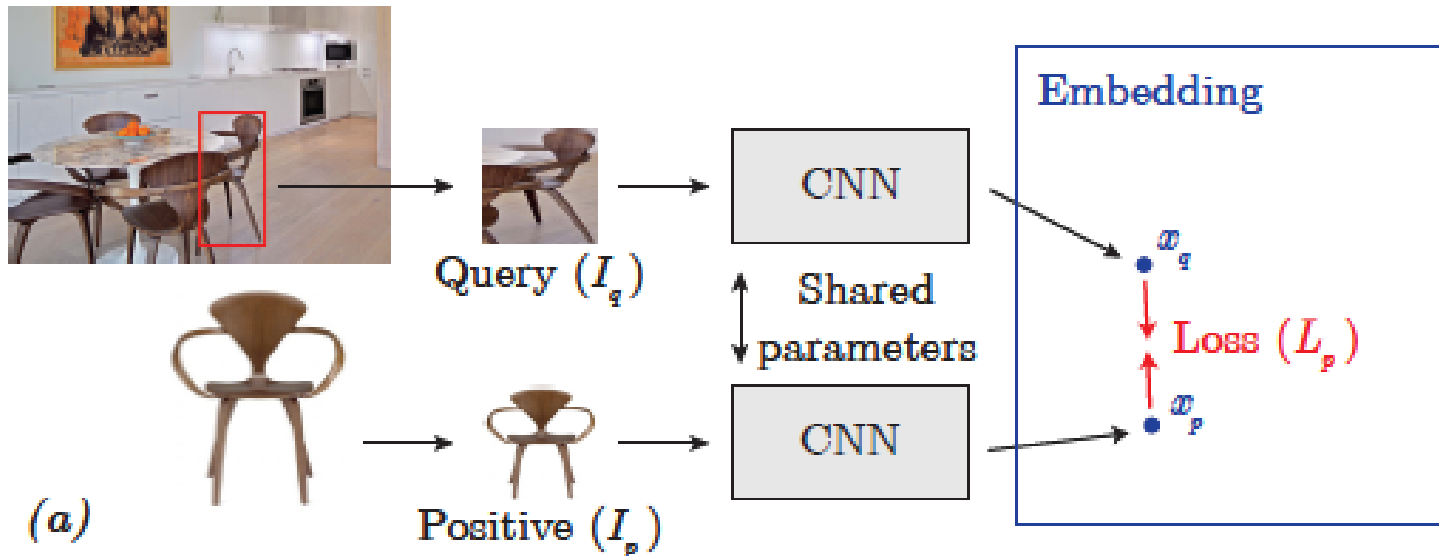 Embedding
CNN
x_q
Query (I_q)
Shared
parameters
Loss (L_p)
x_p
CNN
(a)
Positive (I_p)